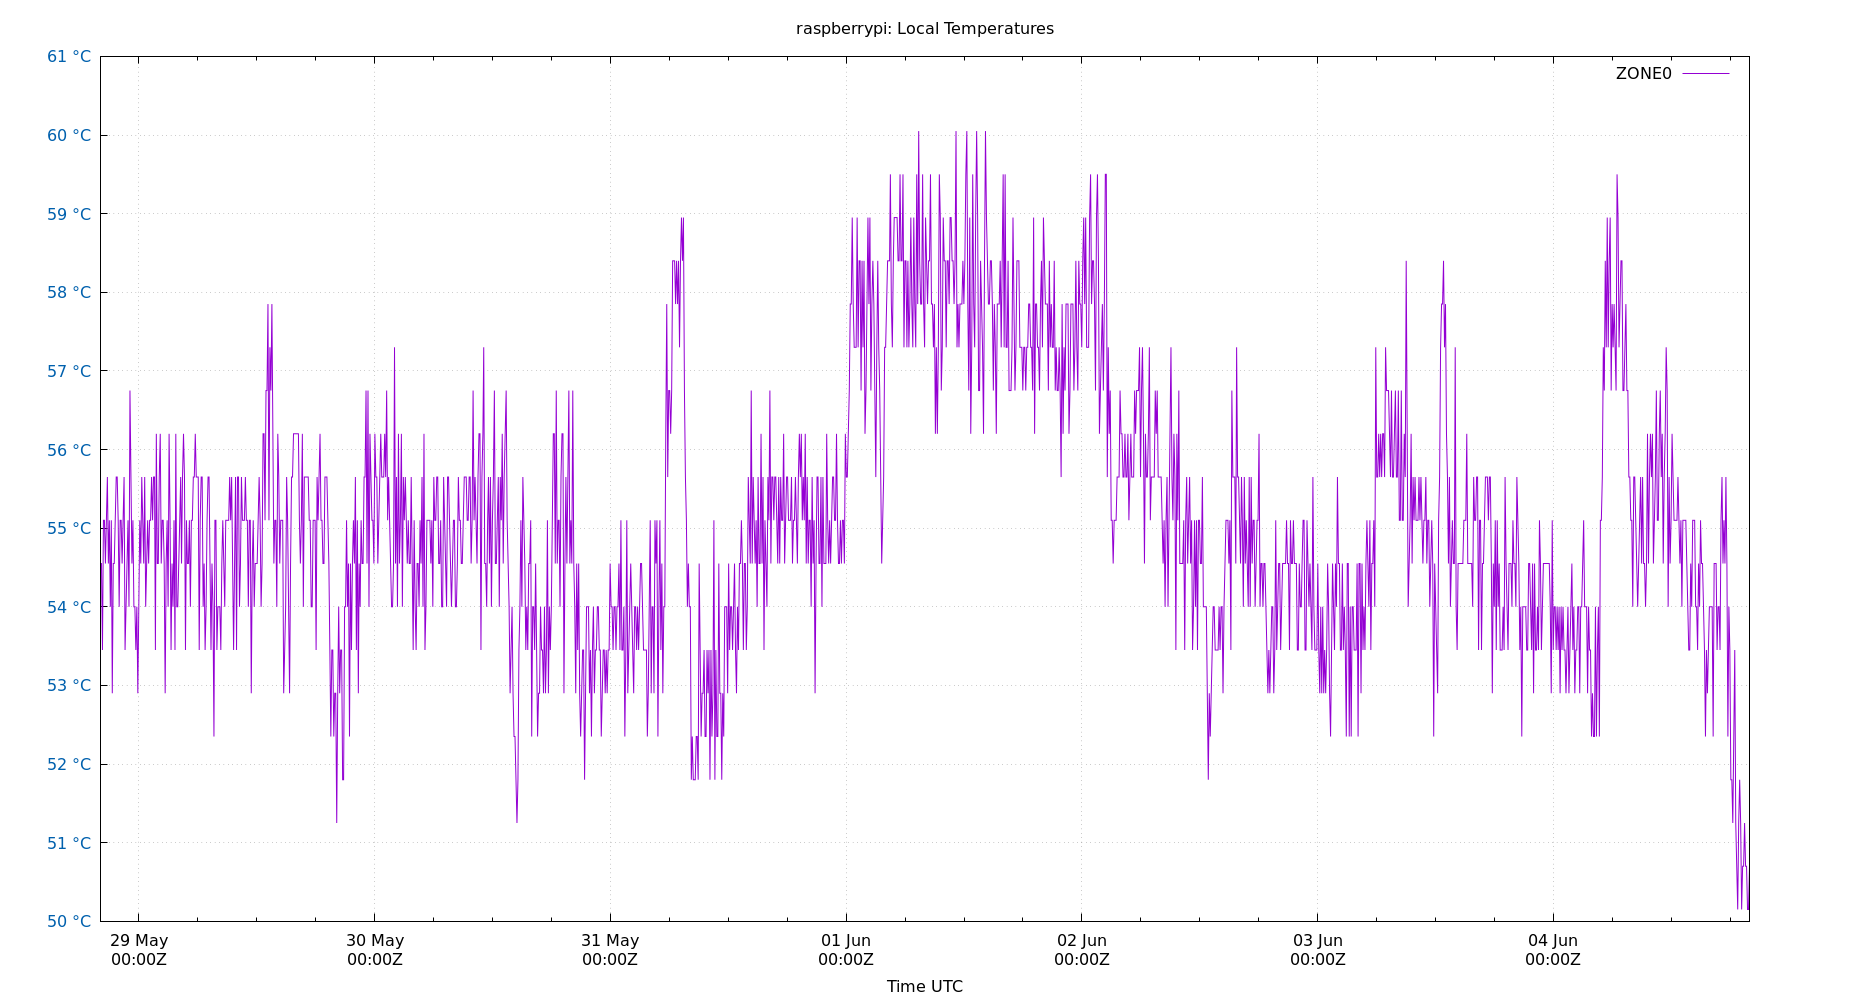 raspberrypi: Local Temperatures
61 °C
ZONE0
60 °C
59 °C
58 °C
57 °C
56 °C
55 °C
54 °C
53 °C
52 °C
51 °C
50 °C
29 May 30 May 31 May 01 Jun 02 Jun 03 Jun 04 Jun
00:00Z 00:00Z 00:00Z 00:00Z 00:00Z 00:00Z 00:00Z
Time UTC